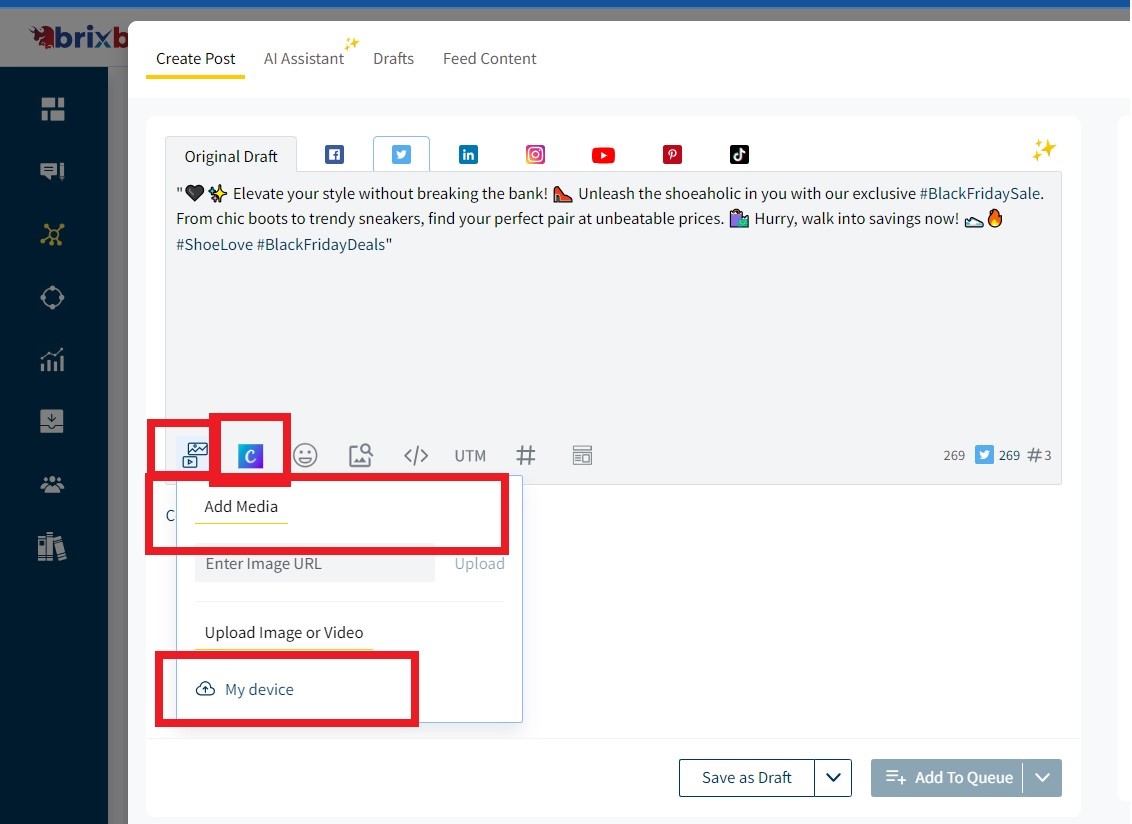 brixb
Create Post
AI Assistant
Drafts
Feed Content
Original Draft
"🖤✨ Elevate your style without breaking the bank! 👠 Unleash the shoeaholic in you with our exclusive #BlackFridaySale.
From chic boots to trendy sneakers, find your perfect pair at unbeatable prices. 🛍️ Hurry, walk into savings now! 👟🔥
#ShoeLove #BlackFridayDeals"
C
UTM
269
269
3
Add Media
C
Enter Image URL
Upload
Upload Image or Video
My device
Save as Draft
Add To Queue